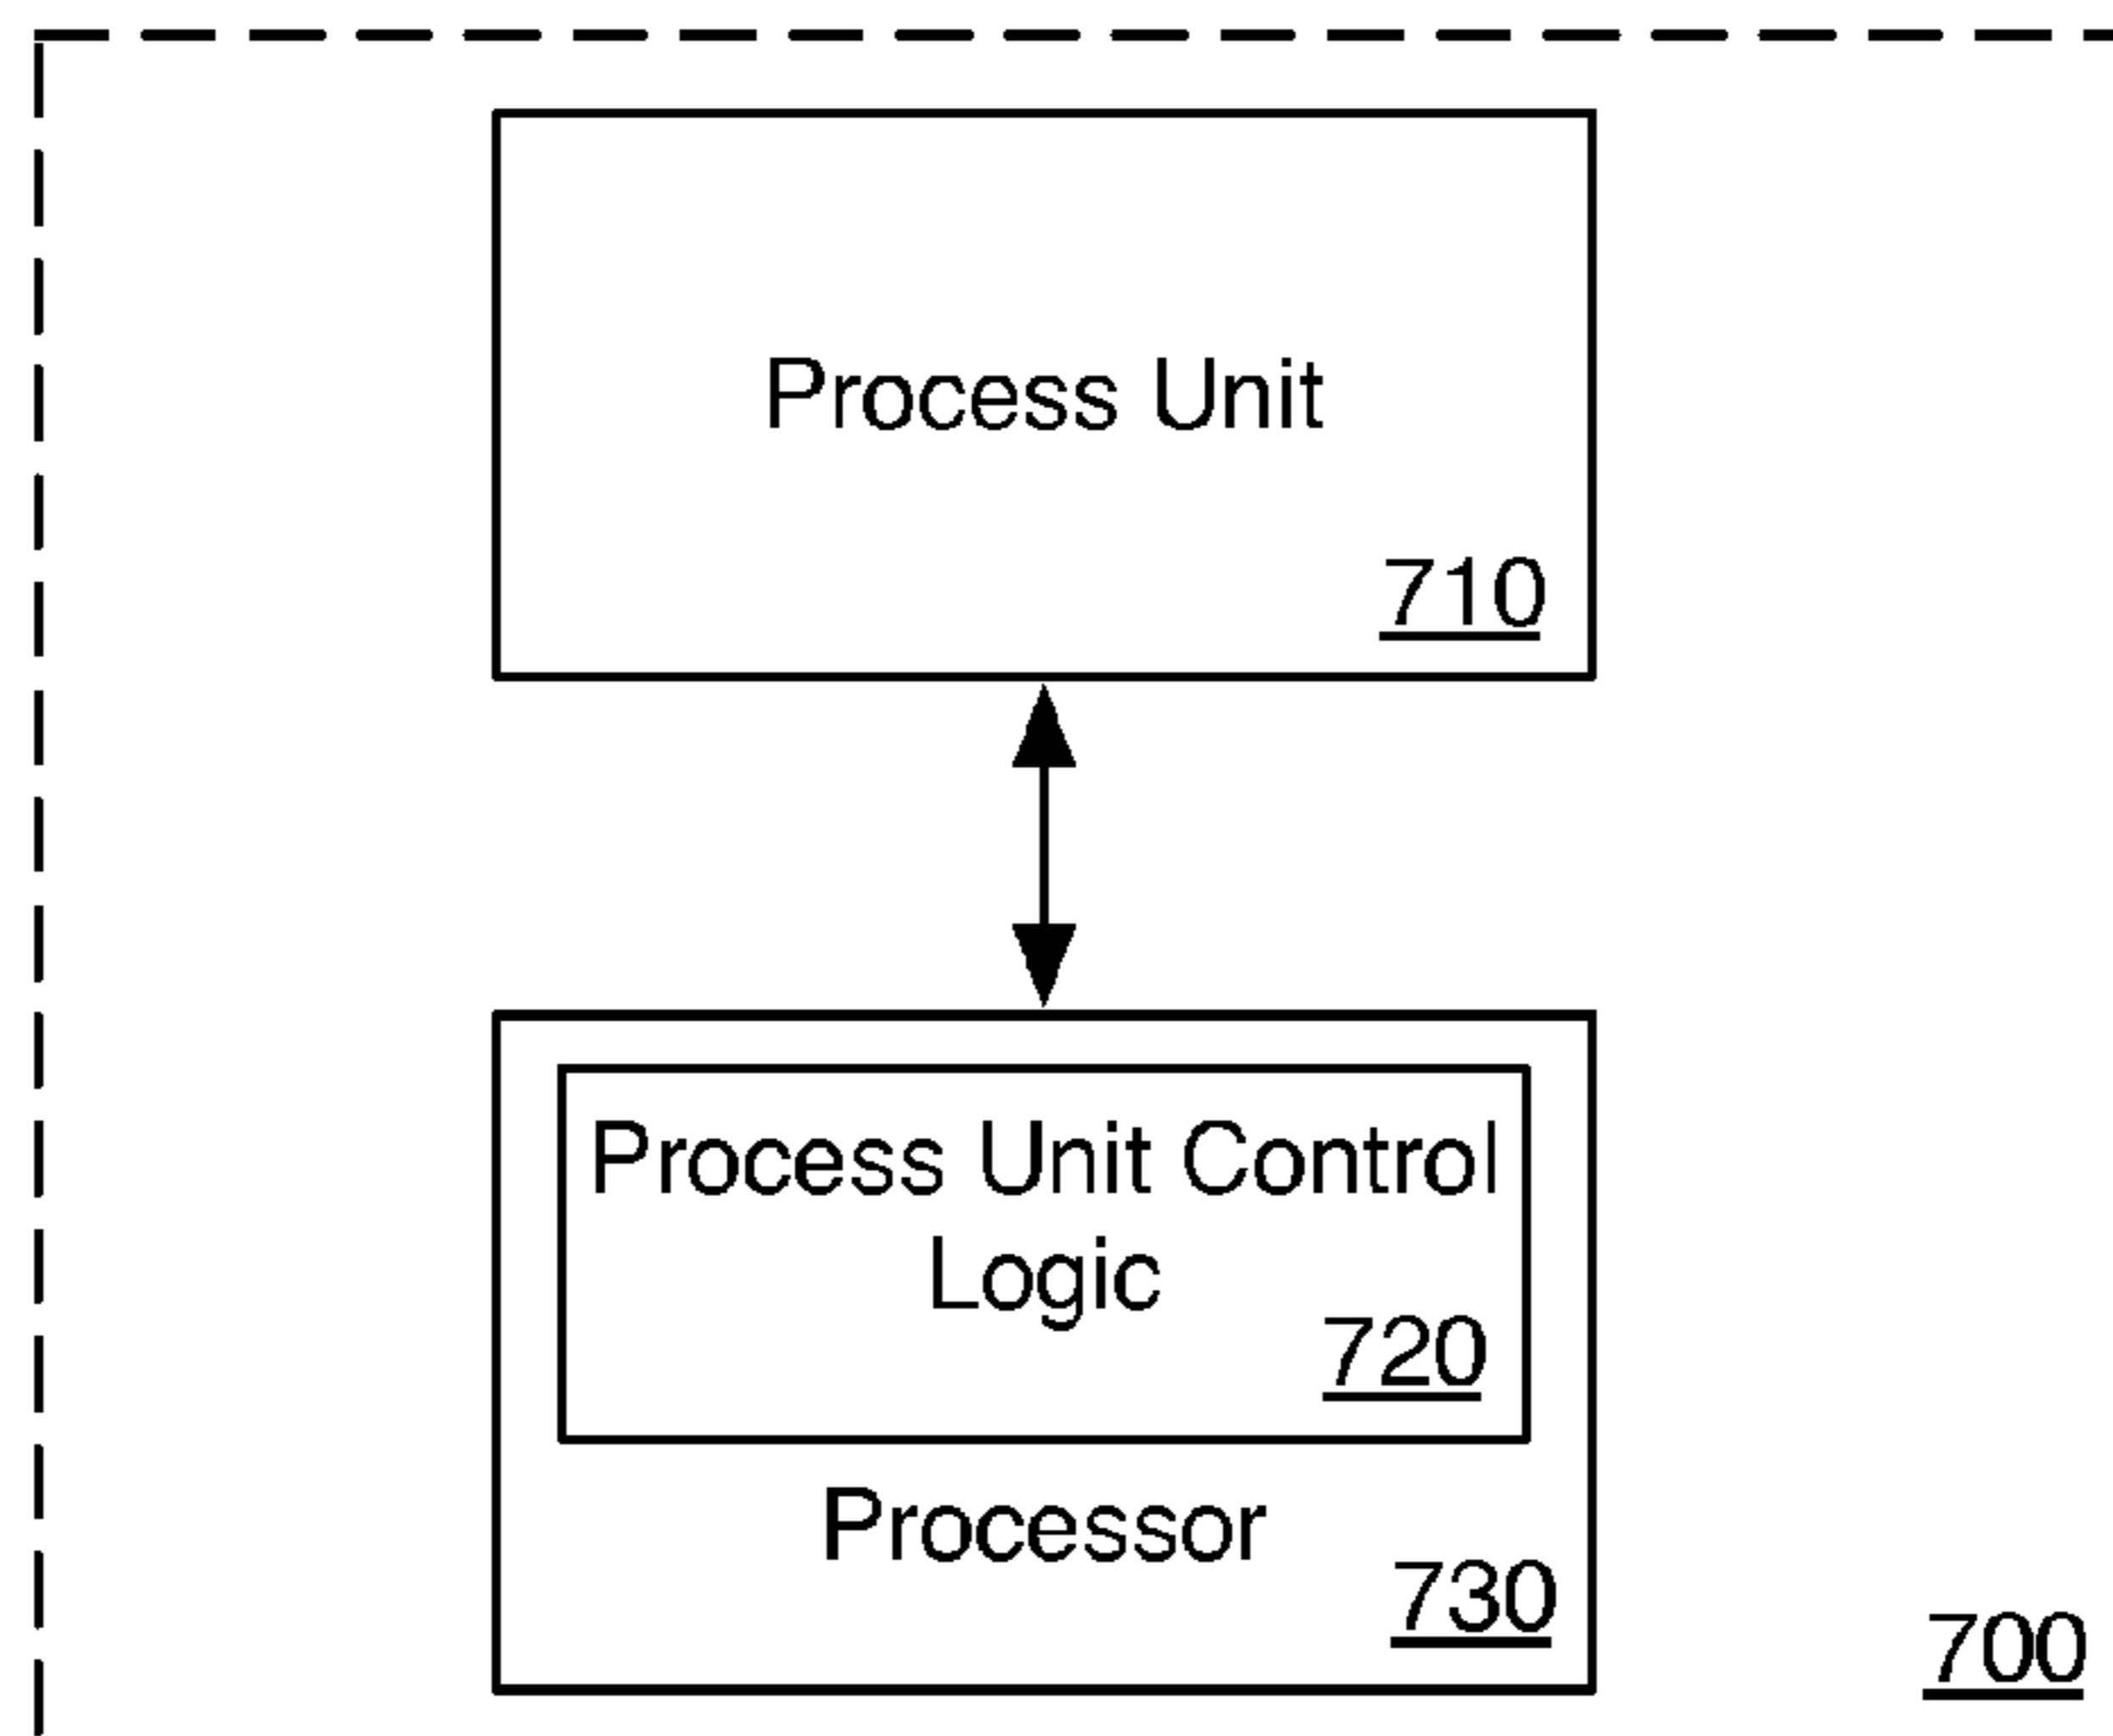 Process Unit
710
Process Unit Control
Logic
720
Processor
730
700